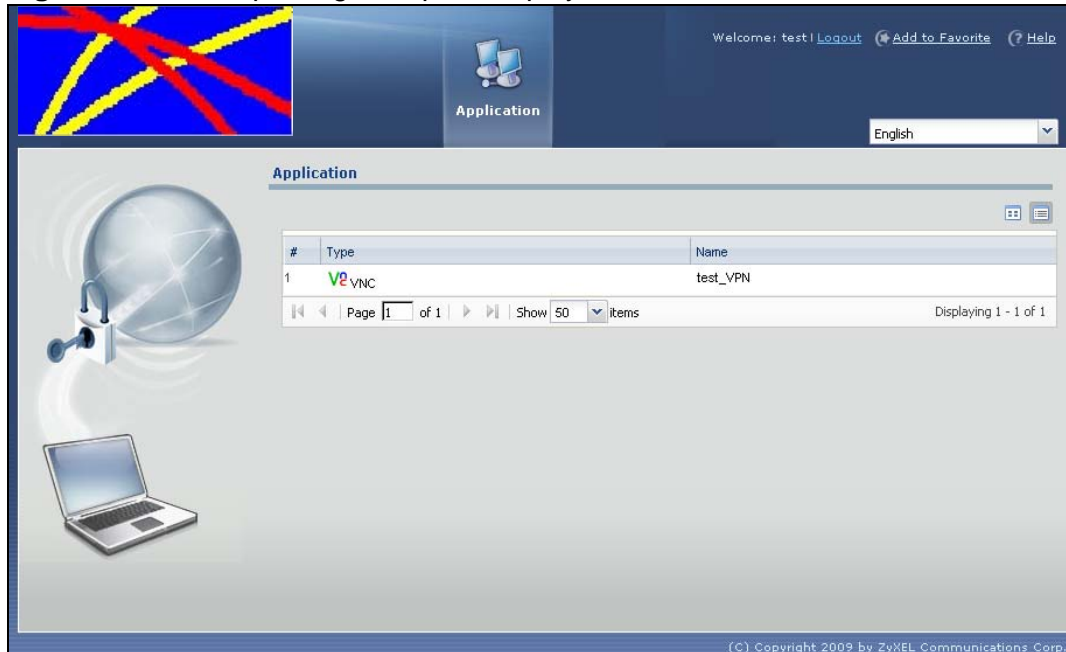 Welcome: test | Logout Add to Favorite ? Help
Application
English
Application
# Type Name
1 VNC test_VPN
Page 1 of 1 Show 50 items Displaying 1 - 1 of 1
(C) Copyright 2009 by ZyXEL Communications Corp.